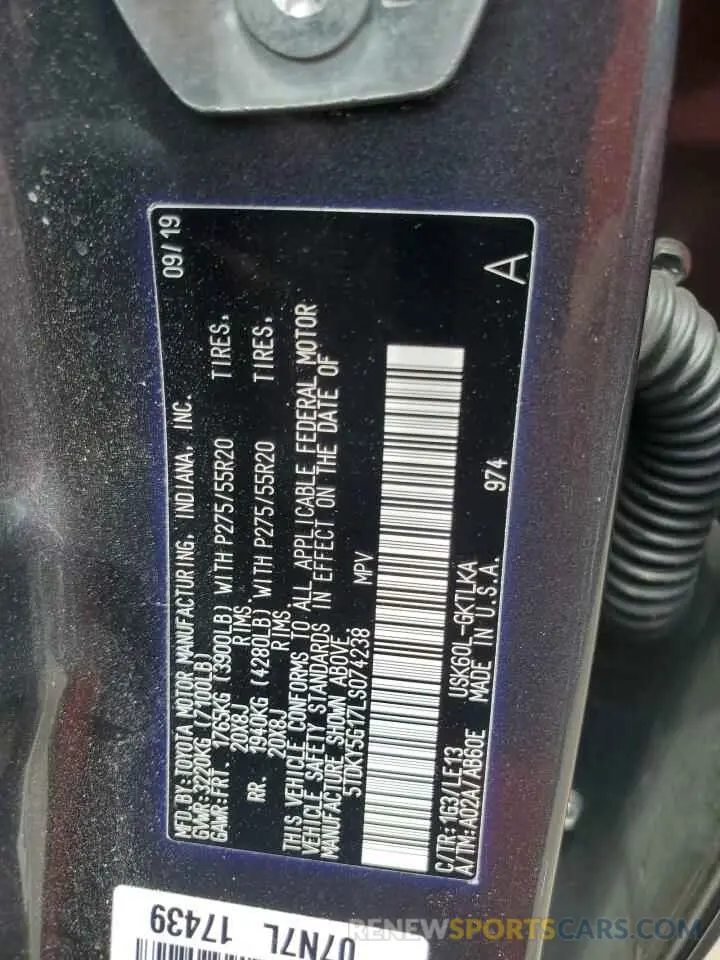 MFD BY:TOYOTA MOTOR MANUFACTURING, INDIANA, INC. 09/19
GVWR:3220KG (7100LB)
GAWR:FRT. 1765KG (3900LB) WITH P275/55R20 TIRES,
20X8J RIMS.
RR. 1940KG (4280LB) WITH P275/55R20 TIRES,
20X8J RIMS.
THIS VEHICLE CONFORMS TO ALL APPLICABLE FEDERAL MOTOR
VEHICLE SAFETY STANDARDS IN EFFECT ON THE DATE OF
MANUFACTURE SHOWN ABOVE.
5TDKY5G17LS074238 MPV
C/TR:1G3/LE13 USK60L-GKTLKA 974 A
A/TM:A02A/AB60E MADE IN U.S.A.
07N7L 17439
RENEWSPORTSCARS.COM